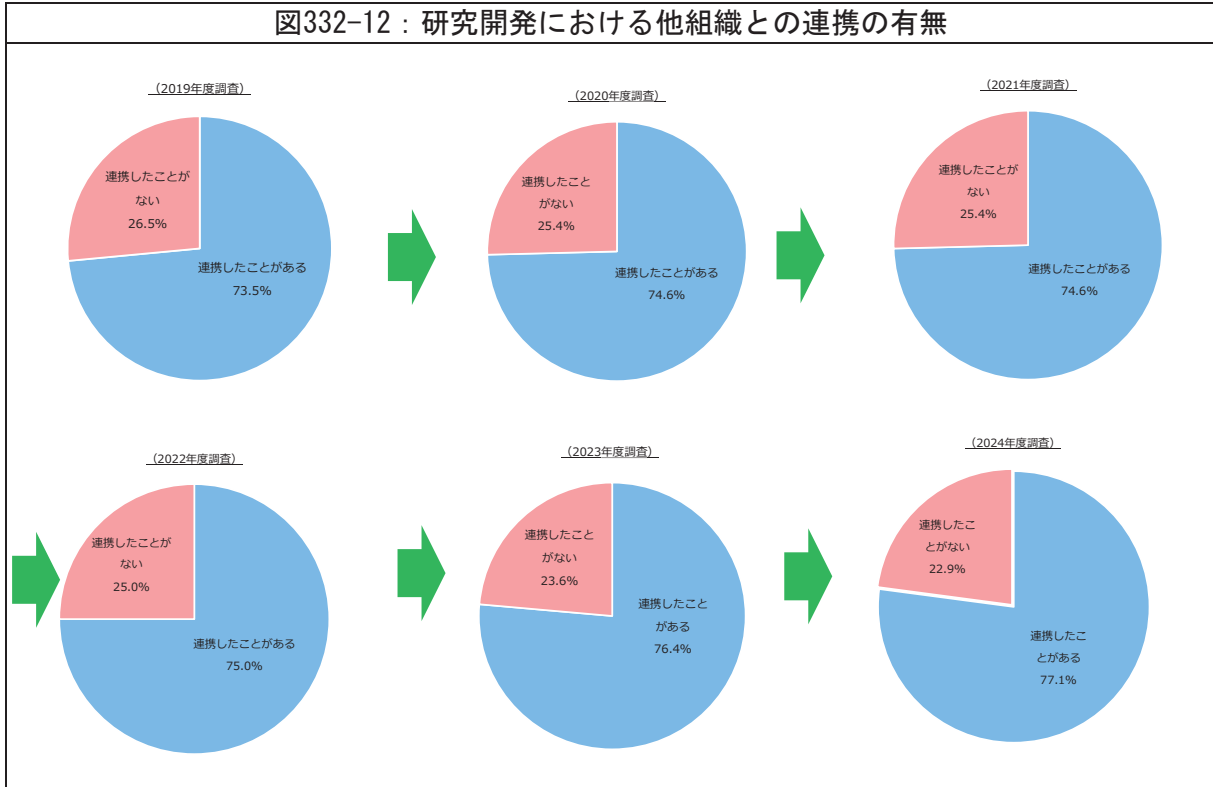 図332-12：研究開発における他組織との連携の有無
（2019年度調査）
連携したことが
ない
26.5%
連携したことがある
73.5%
（2020年度調査）
連携したこと
がない
25.4%
連携したことがある
74.6%
（2021年度調査）
連携したことが
ない
25.4%
連携したことがある
74.6%
（2022年度調査）
連携したことが
ない
25.0%
連携したことがある
75.0%
（2023年度調査）
連携したこと
がない
23.6%
連携したこと
がある
76.4%
（2024年度調査）
連携したこ
とがない
22.9%
連携したこ
とがある
77.1%